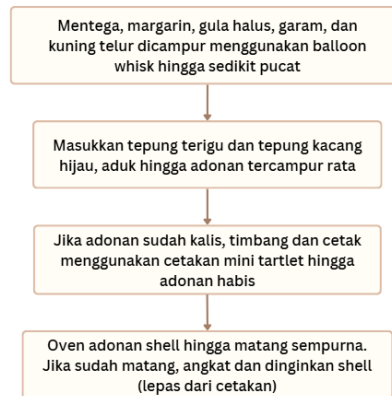 Mentega, margarin, gula halus, garam, dan
kuning telur dicampur menggunakan balloon
whisk hingga sedikit pucat
Masukkan tepung terigu dan tepung kacang
hijau, aduk hingga adonan tercampur rata
Jika adonan sudah kalis, timbang dan cetak
menggunakan cetakan mini tartlet hingga
adonan habis
Oven adonan shell hingga matang sempurna.
Jika sudah matang, angkat dan dinginkan shell
(lepas dari cetakan)